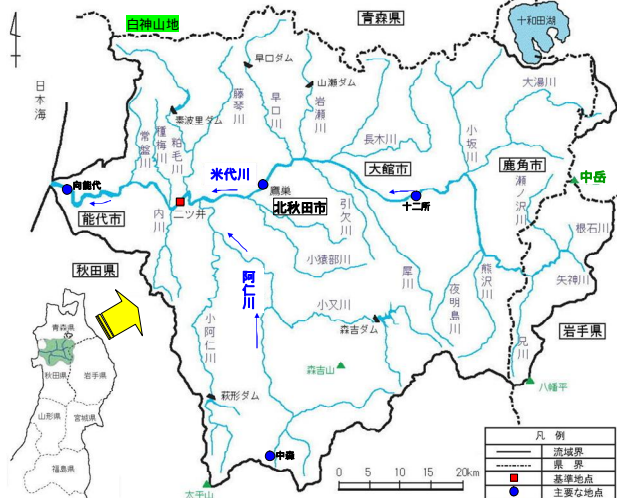 青森県
白神山地
十和田湖
日本海
早口ダム
山瀬ダム
大湯川
藤琴川
早口川
岩瀬川
素波里ダム
常盤川
種梅川
粕毛川
長木川
小坂川
米代川
大館市
鹿角市
中岳
向能代
鷹巣
十二所
瀬ノ沢川
能代市
二ツ井
北秋田市
引欠川
根石川
内川
小猿部川
犀川
熊沢川
矢神川
秋田県
阿仁川
小又川
夜明島川
小阿仁川
森吉ダム
岩手県
兄川
青森県
秋田県
岩手県
森吉山
八幡平
萩形ダム
山形県
宮城県
福島県
中森
太平山
0 5 10 15 20km
凡 例
流域界
県 界
基準地点
主要な地点